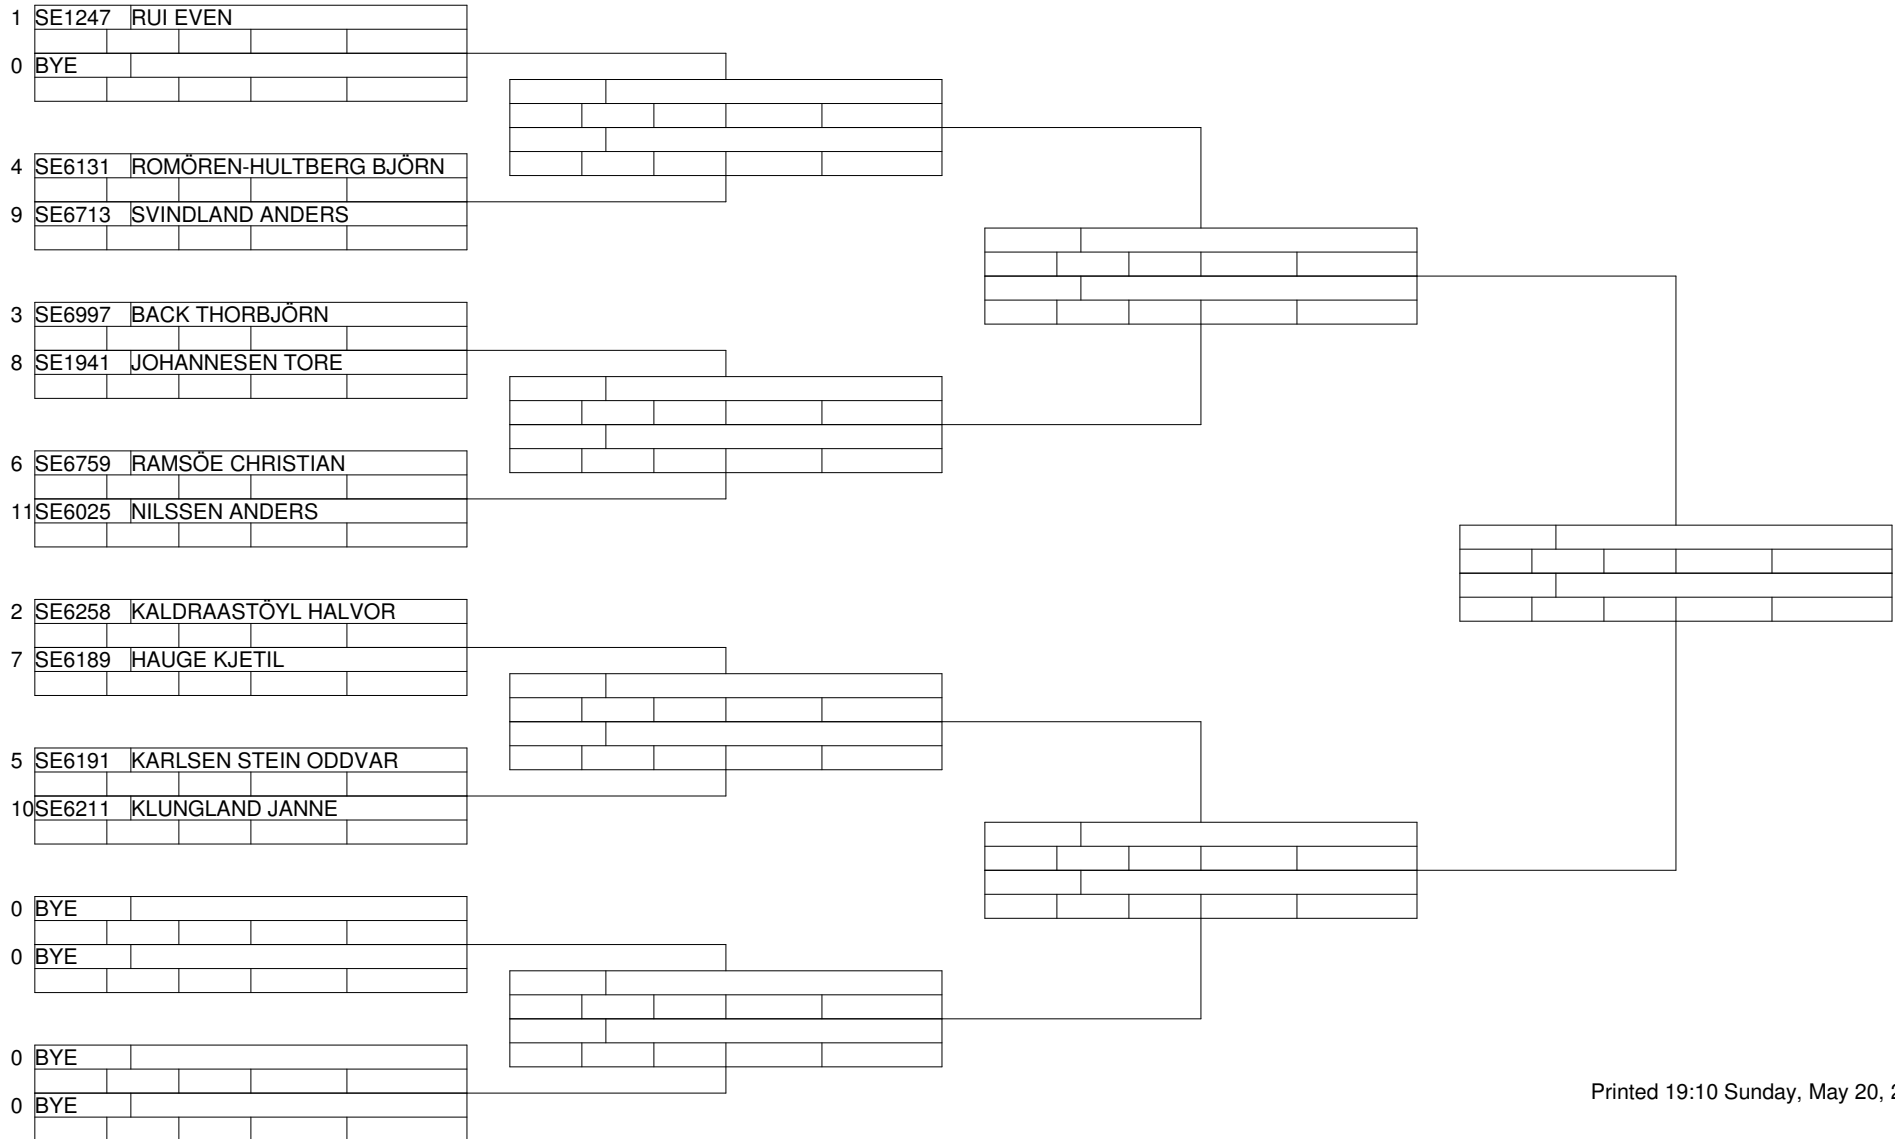 1 SE1247 RUI EVEN
0 BYE
4 SE6131 ROMÖREN-HULTBERG BJÖRN
9 SE6713 SVINDLAND ANDERS
3 SE6997 BACK THORBJÖRN
8 SE1941 JOHANNESEN TORE
6 SE6759 RAMSÖE CHRISTIAN
11 SE6025 NILSSEN ANDERS
2 SE6258 KALDRAASTÖYL HALVOR
7 SE6189 HAUGE KJETIL
5 SE6191 KARLSEN STEIN ODDVAR
10 SE6211 KLUNGLAND JANNE
0 BYE
0 BYE
0 BYE
0 BYE
Printed 19:10 Sunday, May 20,